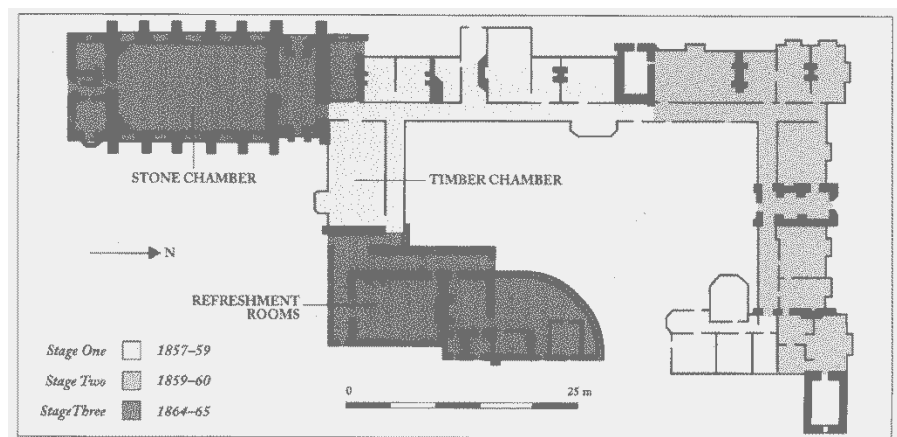 STONE CHAMBER
TIMBER CHAMBER
N
REFRESHMENT
ROOMS
Stage One 1857–59
Stage Two 1859–60
Stage Three 1864–65
0 25 m